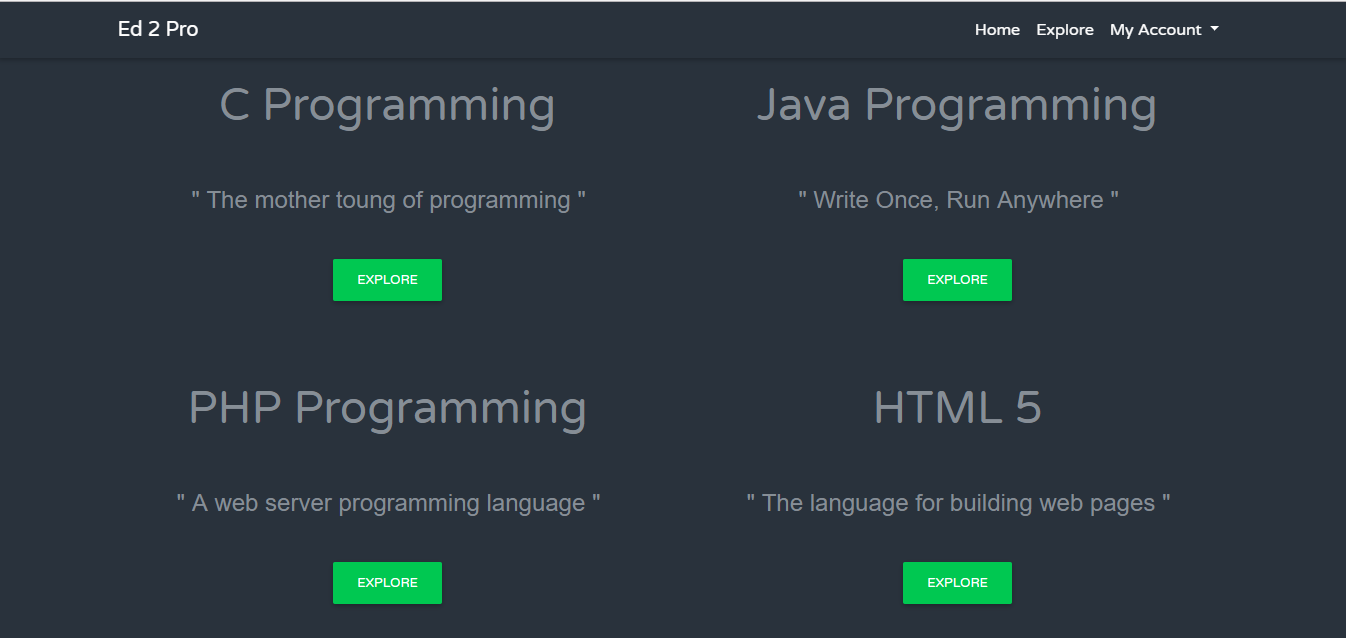 Ed 2 Pro
Home Explore My Account
C Programming
" The mother toung of programming "
EXPLORE
Java Programming
" Write Once, Run Anywhere "
EXPLORE
PHP Programming
" A web server programming language "
EXPLORE
HTML 5
" The language for building web pages "
EXPLORE